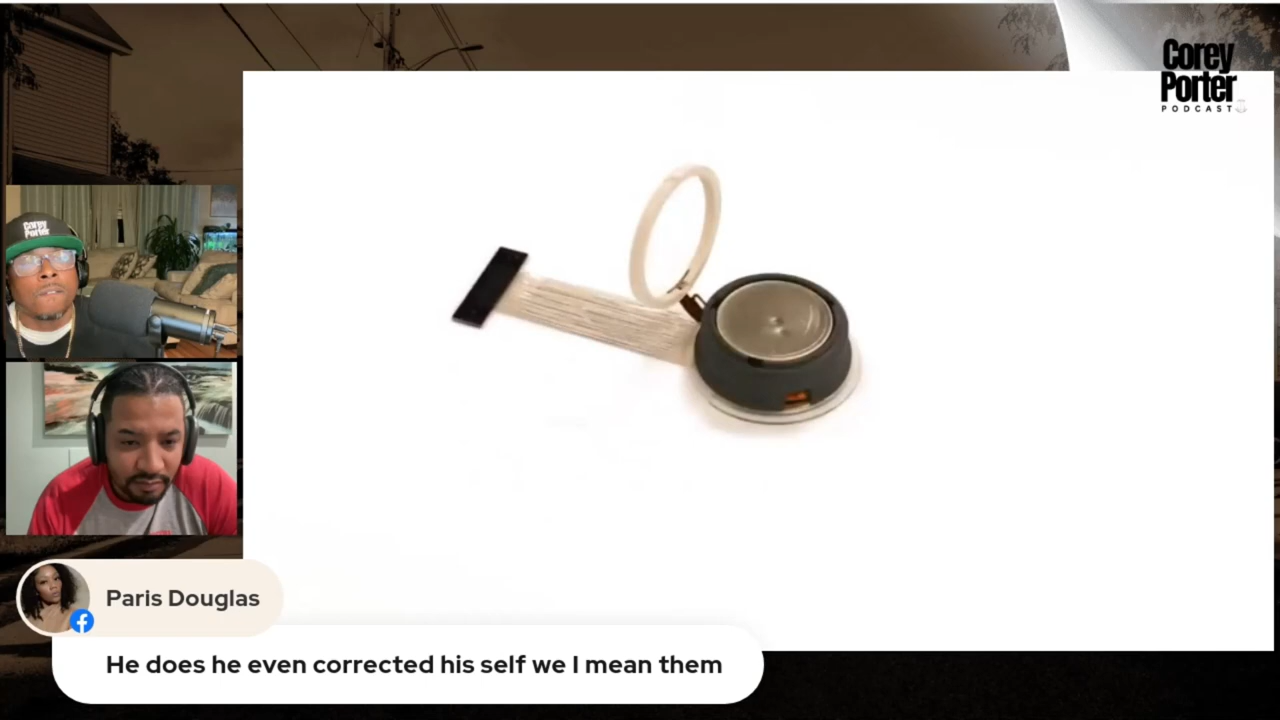 Corey
Porter
PODCAST
Corey
Porter
Paris Douglas
He does he even corrected his self we I mean them